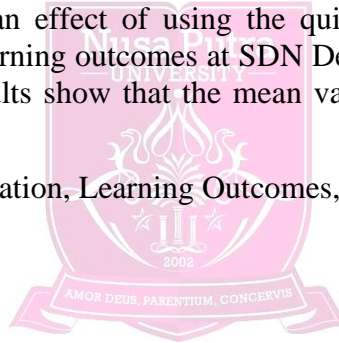 an effect of using the qui
Nusa Putra
UNIVERSITY
rning outcomes at SDN De
ults show that the mean va
ation, Learning Outcomes,
2002
AMOR DEUS, PARENTIUM, CONCERVIS